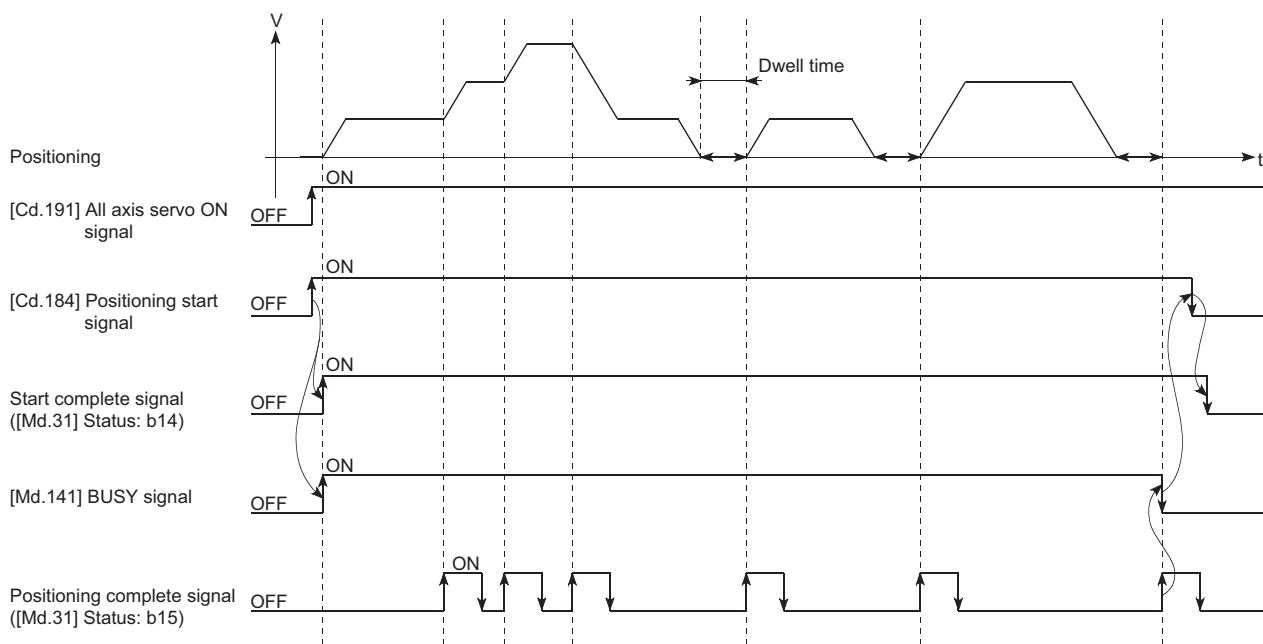 V
Dwell time
Positioning
t
ON
[Cd.191] All axis servo ON
signal
OFF
ON
[Cd.184] Positioning start
signal
OFF
ON
Start complete signal
([Md.31] Status: b14)
OFF
ON
[Md.141] BUSY signal
OFF
ON
Positioning complete signal
([Md.31] Status: b15)
OFF